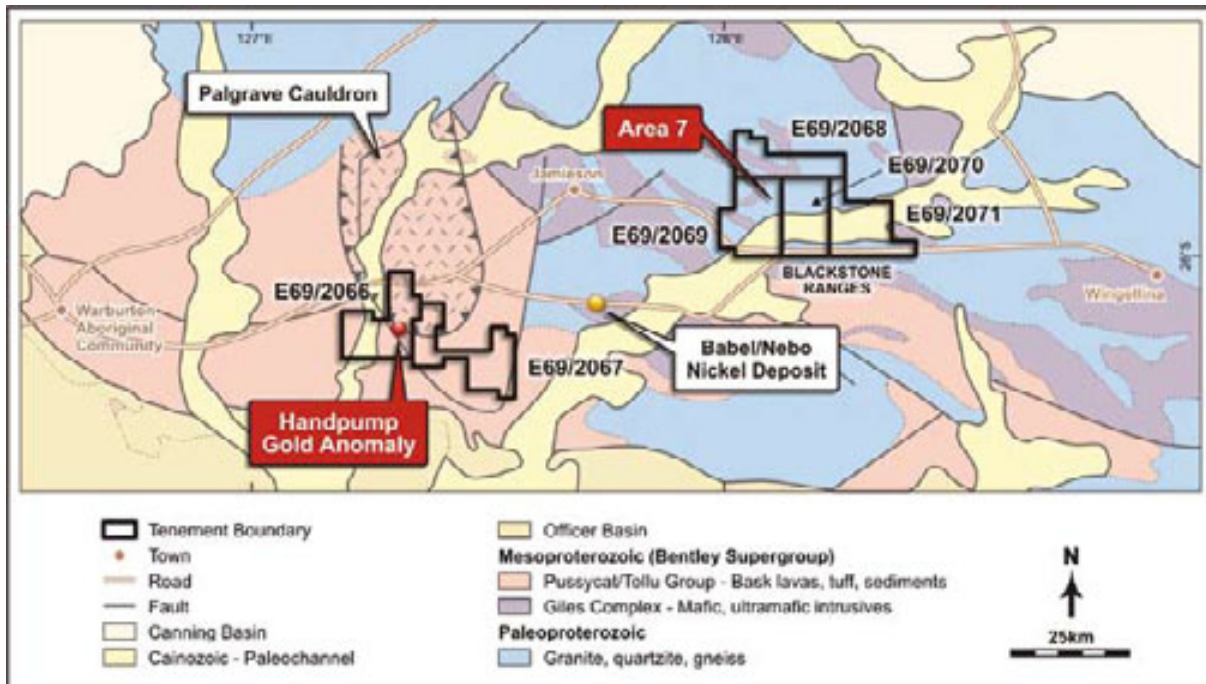 127°E
128°E
Palgrave Cauldron
Area 7
E69/2068
E69/2070
Jamieson
E69/2071
E69/2069
26°S
BLACKSTONE
RANGES
Wingellina
E69/2066
Warburton
Aboriginal
Community
Babel/Nebo
Nickel Deposit
E69/2067
Handpump
Gold Anomaly
Tenement Boundary
Town
Road
Fault
Canning Basin
Cainozoic - Paleochannel
Officer Basin
Mesoproterozoic (Bentley Supergroup)
Pussycat/Tollu Group - Bask lavas, tuff, sediments
Giles Complex - Mafic, ultramafic intrusives
Paleoproterozoic
Granite, quartzite, gneiss
N
25km